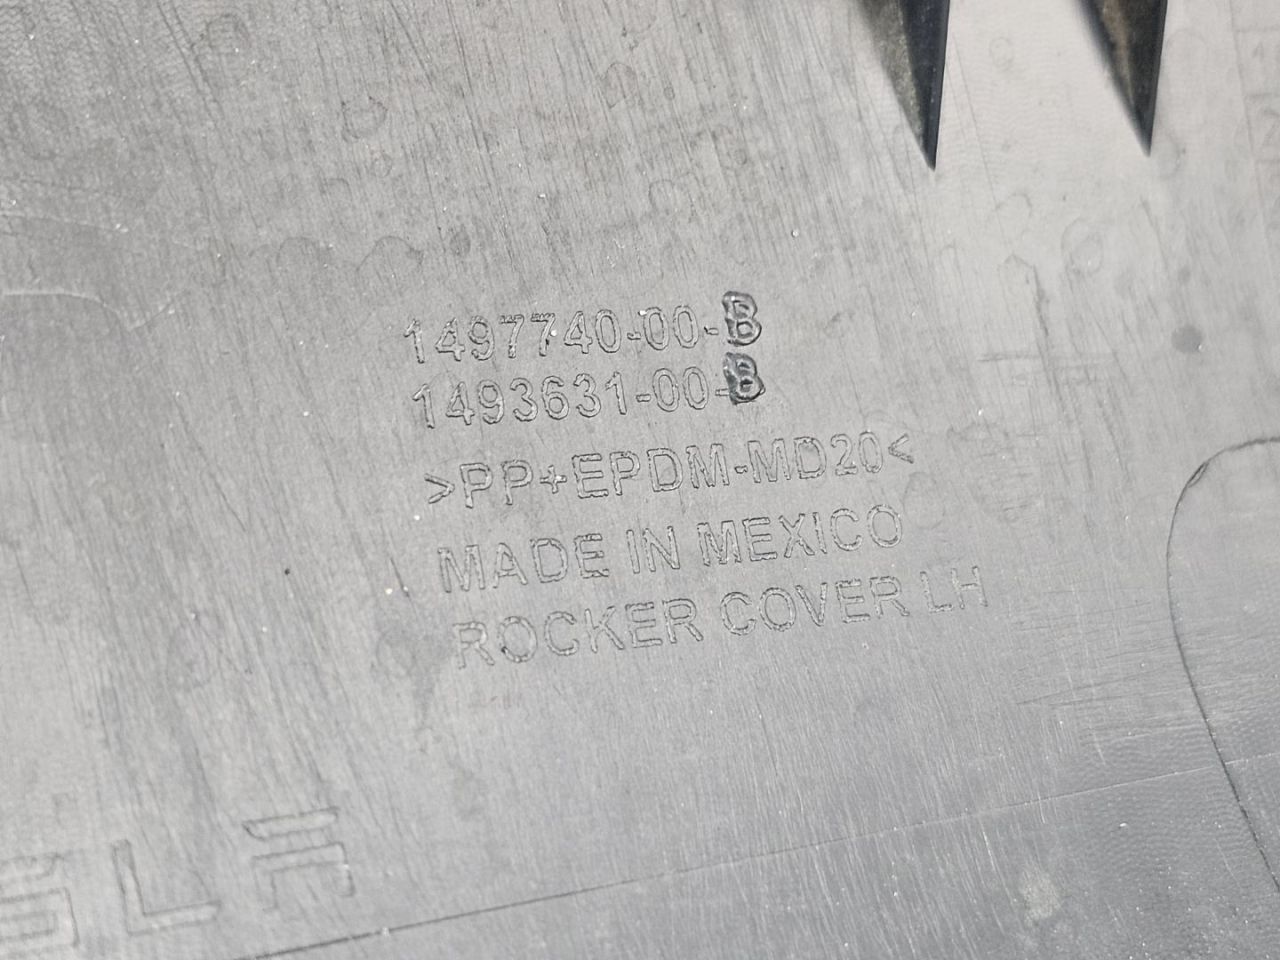 1497740-00-B
1493631-00-B
>PP+EPDM-MD20<
MADE IN MEXICO
ROCKER COVER LH